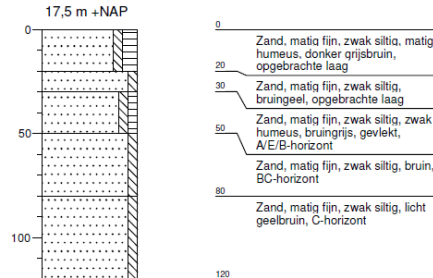 17,5 m +NAP
0
50
100
0
Zand, matig fijn, zwak siltig, matig
humeus, donker grijsbruin,
opgebrachte laag
20
Zand, matig fijn, zwak siltig,
bruingeel, opgebrachte laag
30
Zand, matig fijn, zwak siltig, zwak
humeus, bruingrijs, gevlekt,
A/E/B-horizont
50
Zand, matig fijn, zwak siltig, bruin,
BC-horizont
80
Zand, matig fijn, zwak siltig, licht
geelbruin, C-horizont
120